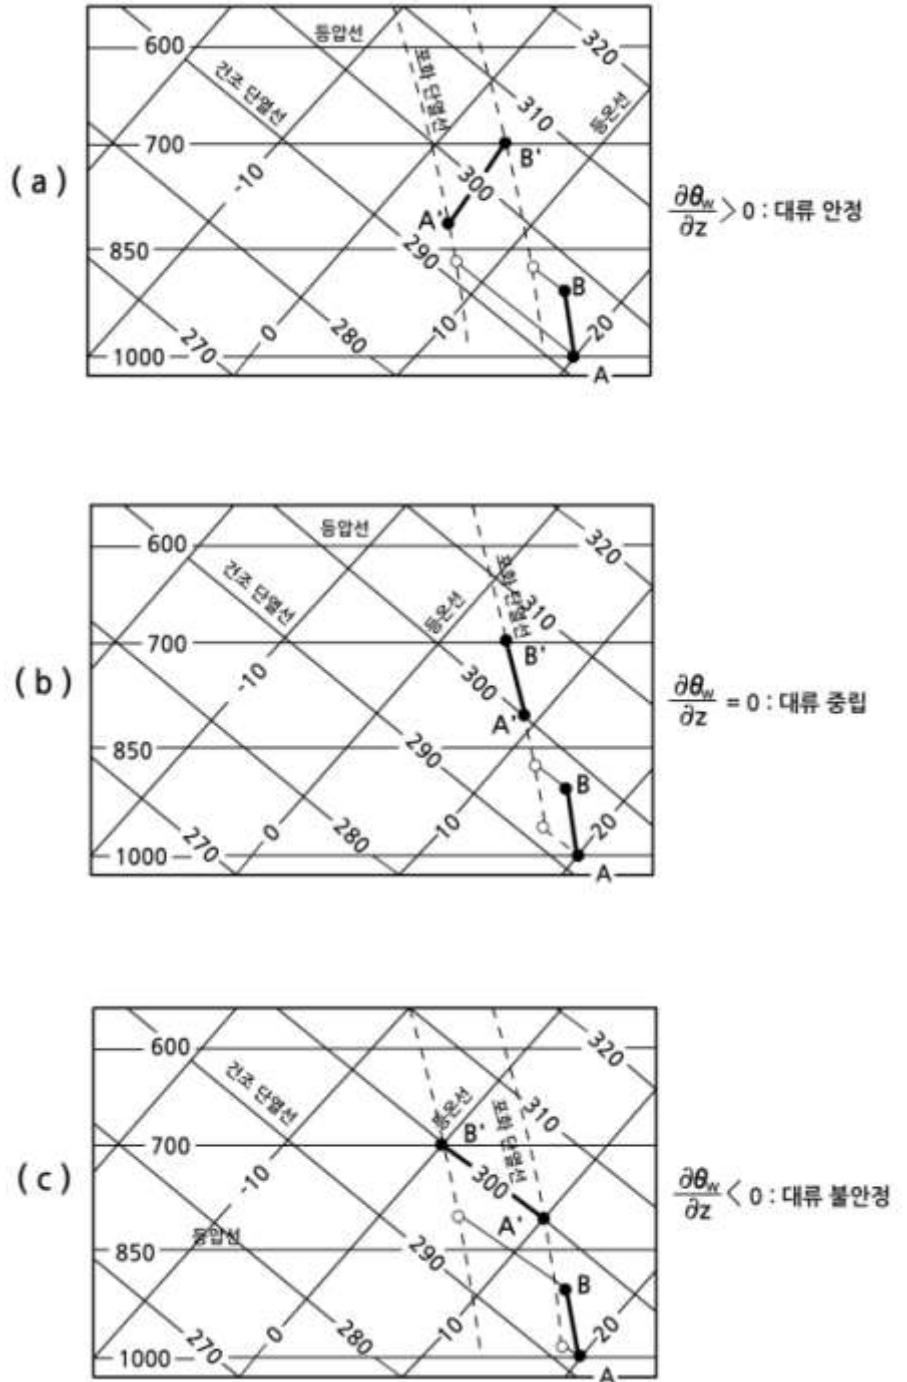 (a)
등압선
600
320
건조 단열선
포화 단열선
310
등온선
700
B'
-10
300
A'
850
290
B
270
0
280
10
20
1000
A
∂θw/∂z > 0 : 대류 안정
(b)
등압선
600
320
건조 단열선
포화 단열선
310
등온선
700
B'
-10
300
A'
850
290
B
270
0
280
10
20
1000
A
∂θw/∂z = 0 : 대류 중립
(c)
600
320
건조 단열선
등온선
포화 단열선
310
700
B'
-10
300
A'
등압선
850
290
B
270
0
280
10
20
1000
A
∂θw/∂z < 0 : 대류 불안정